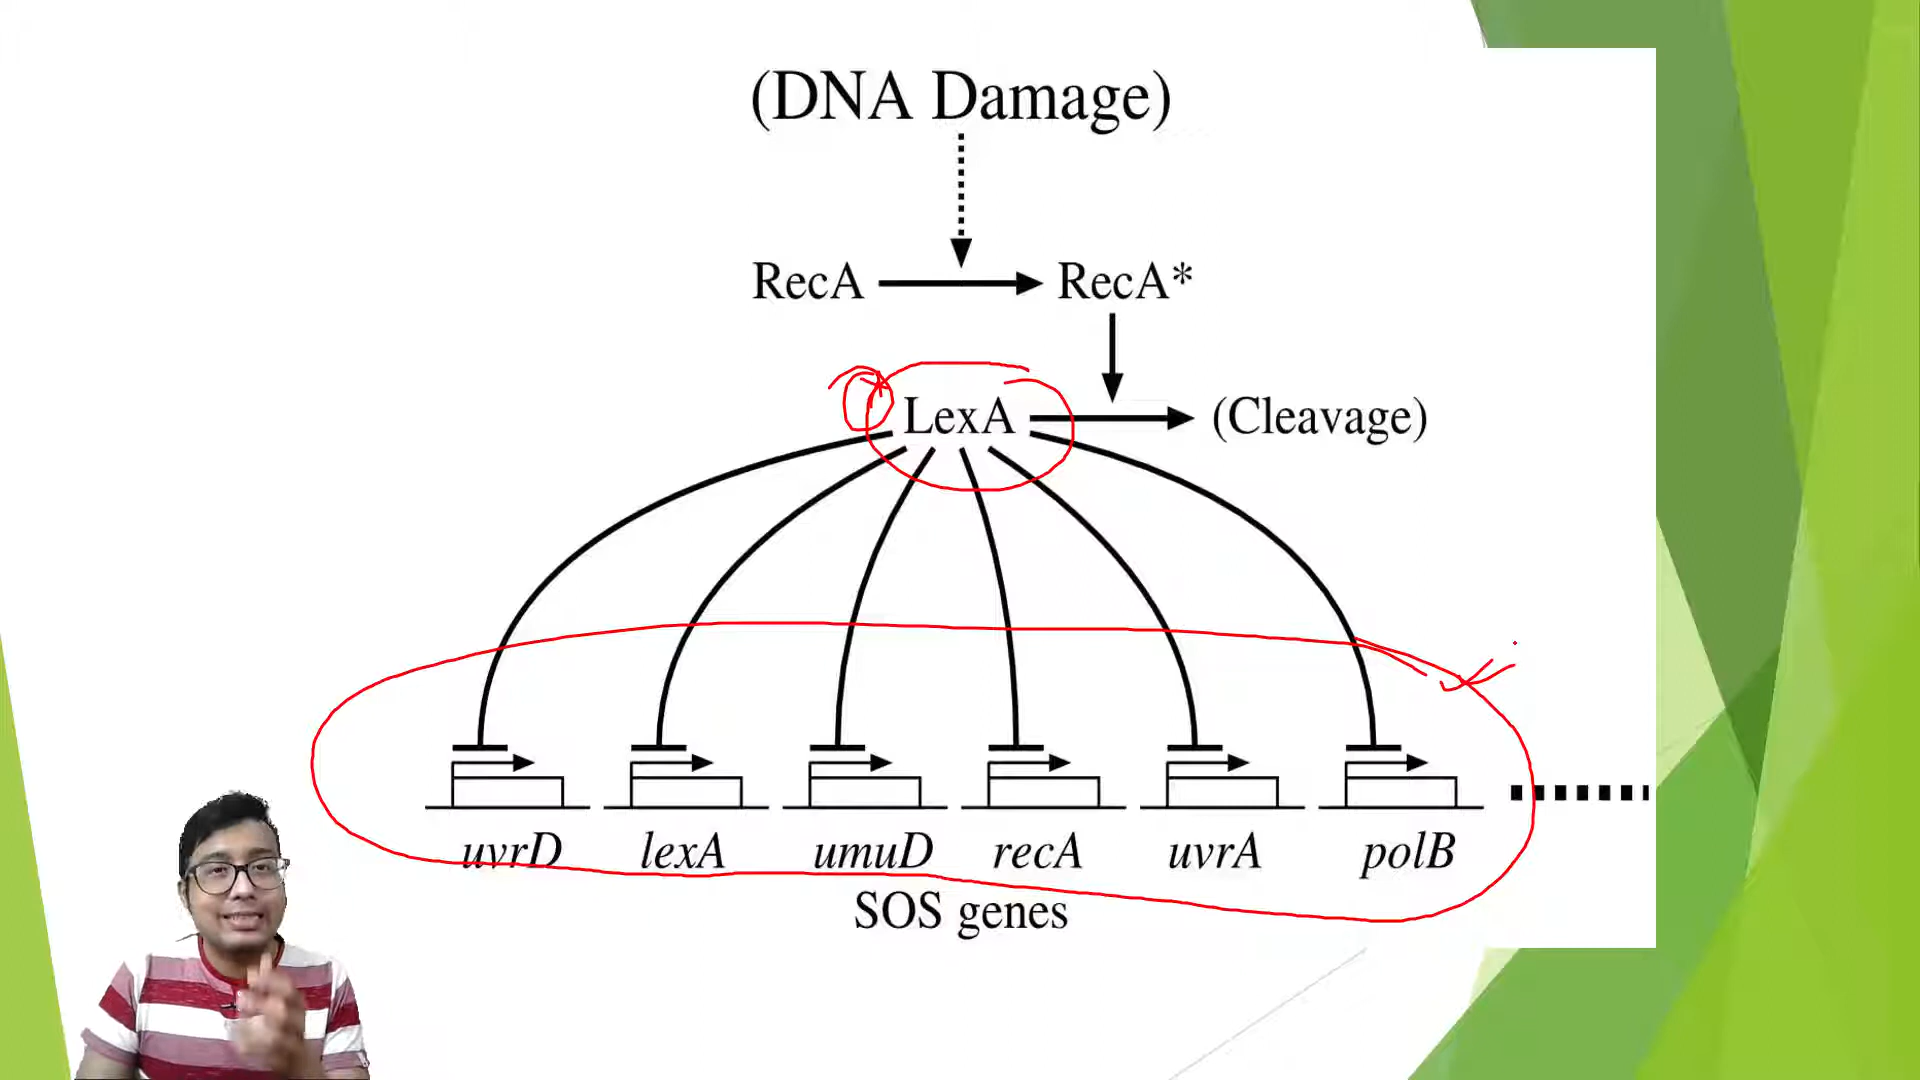 (DNA Damage)
RecA RecA*
LexA (Cleavage)
uvrD lexA umuD recA uvrA polB
SOS genes